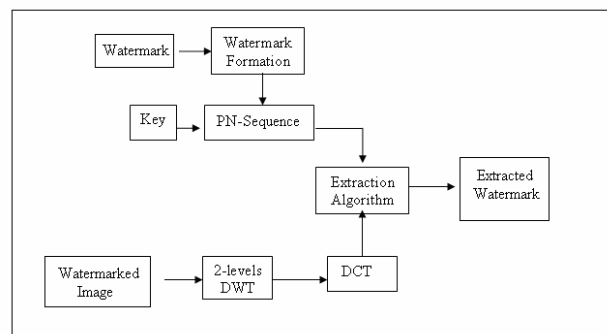 Watermark
Watermark
Formation
Key
PN-Sequence
Extraction
Algorithm
Extracted
Watermark
Watermarked
Image
2-levels
DWT
DCT